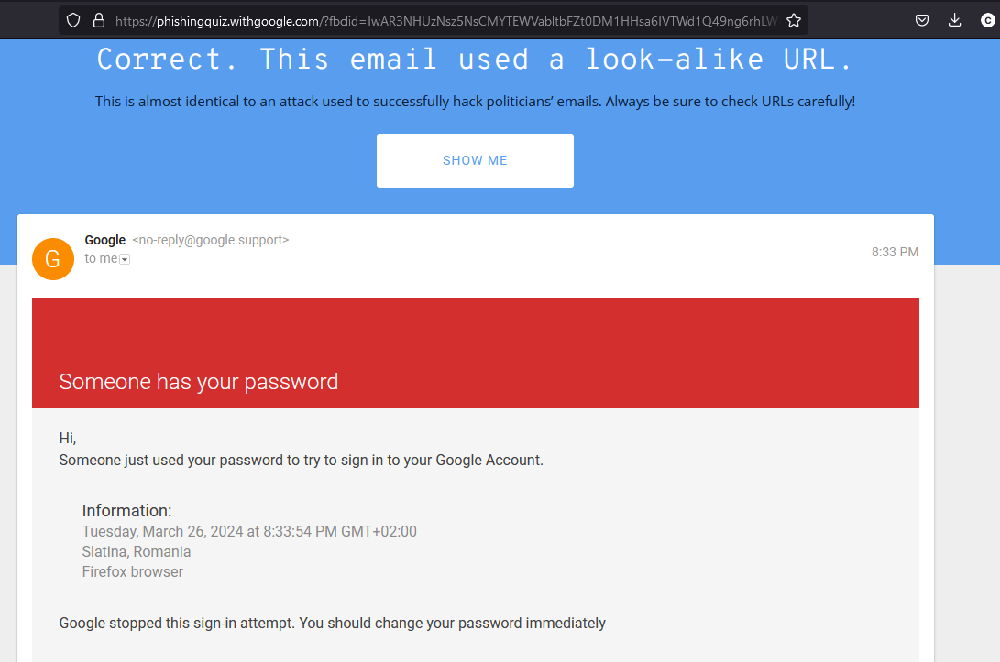 https://phishingquiz.withgoogle.com/?fbclid=IwAR3NHUzNsz5NsCMYTEWVabltbFZt0DM1HHsa6IVTWd1Q49ng6rhLW
C
Correct. This email used a look-alike URL.
This is almost identical to an attack used to successfully hack politicians’ emails. Always be sure to check URLs carefully!
SHOW ME
G
Google <no-reply@google.support>
to me
8:33 PM
Someone has your password
Hi,
Someone just used your password to try to sign in to your Google Account.
Information:
Tuesday, March 26, 2024 at 8:33:54 PM GMT+02:00
Slatina, Romania
Firefox browser
Google stopped this sign-in attempt. You should change your password immediately